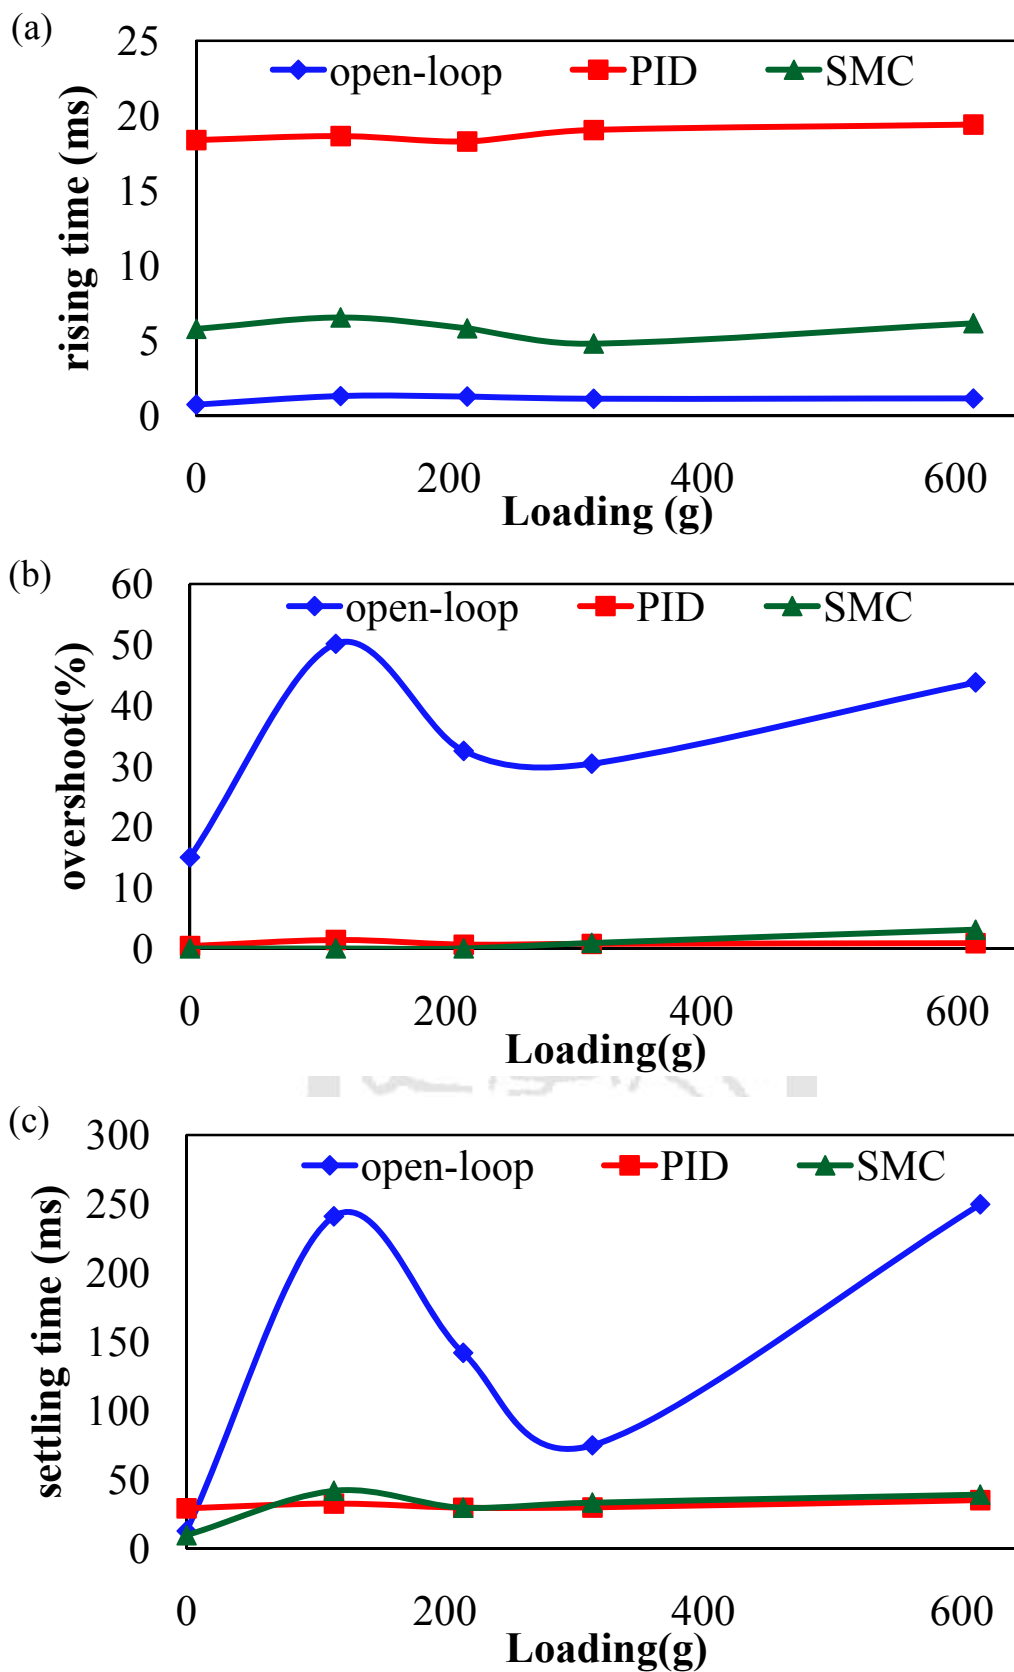 (a)
25
20
15
10
5
0
rising time (ms)
open-loop PID SMC
0 200 400 600
Loading (g)
(b)
60
50
40
30
20
10
0
overshoot(%)
open-loop PID SMC
0 200 400 600
Loading(g)
(c)
300
250
200
150
100
50
0
settling time (ms)
open-loop PID SMC
0 200 400 600
Loading(g)